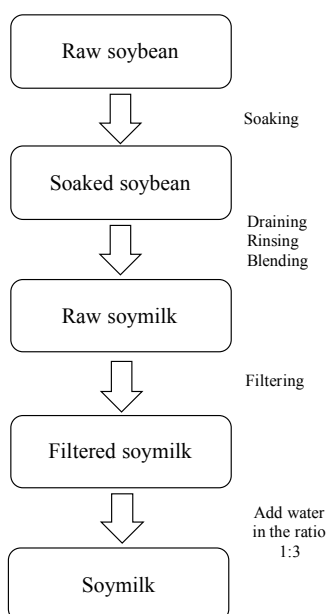 Raw soybean
Soaking
Soaked soybean
Draining
Rinsing
Blending
Raw soymilk
Filtering
Filtered soymilk
Add water
in the ratio
1:3
Soymilk